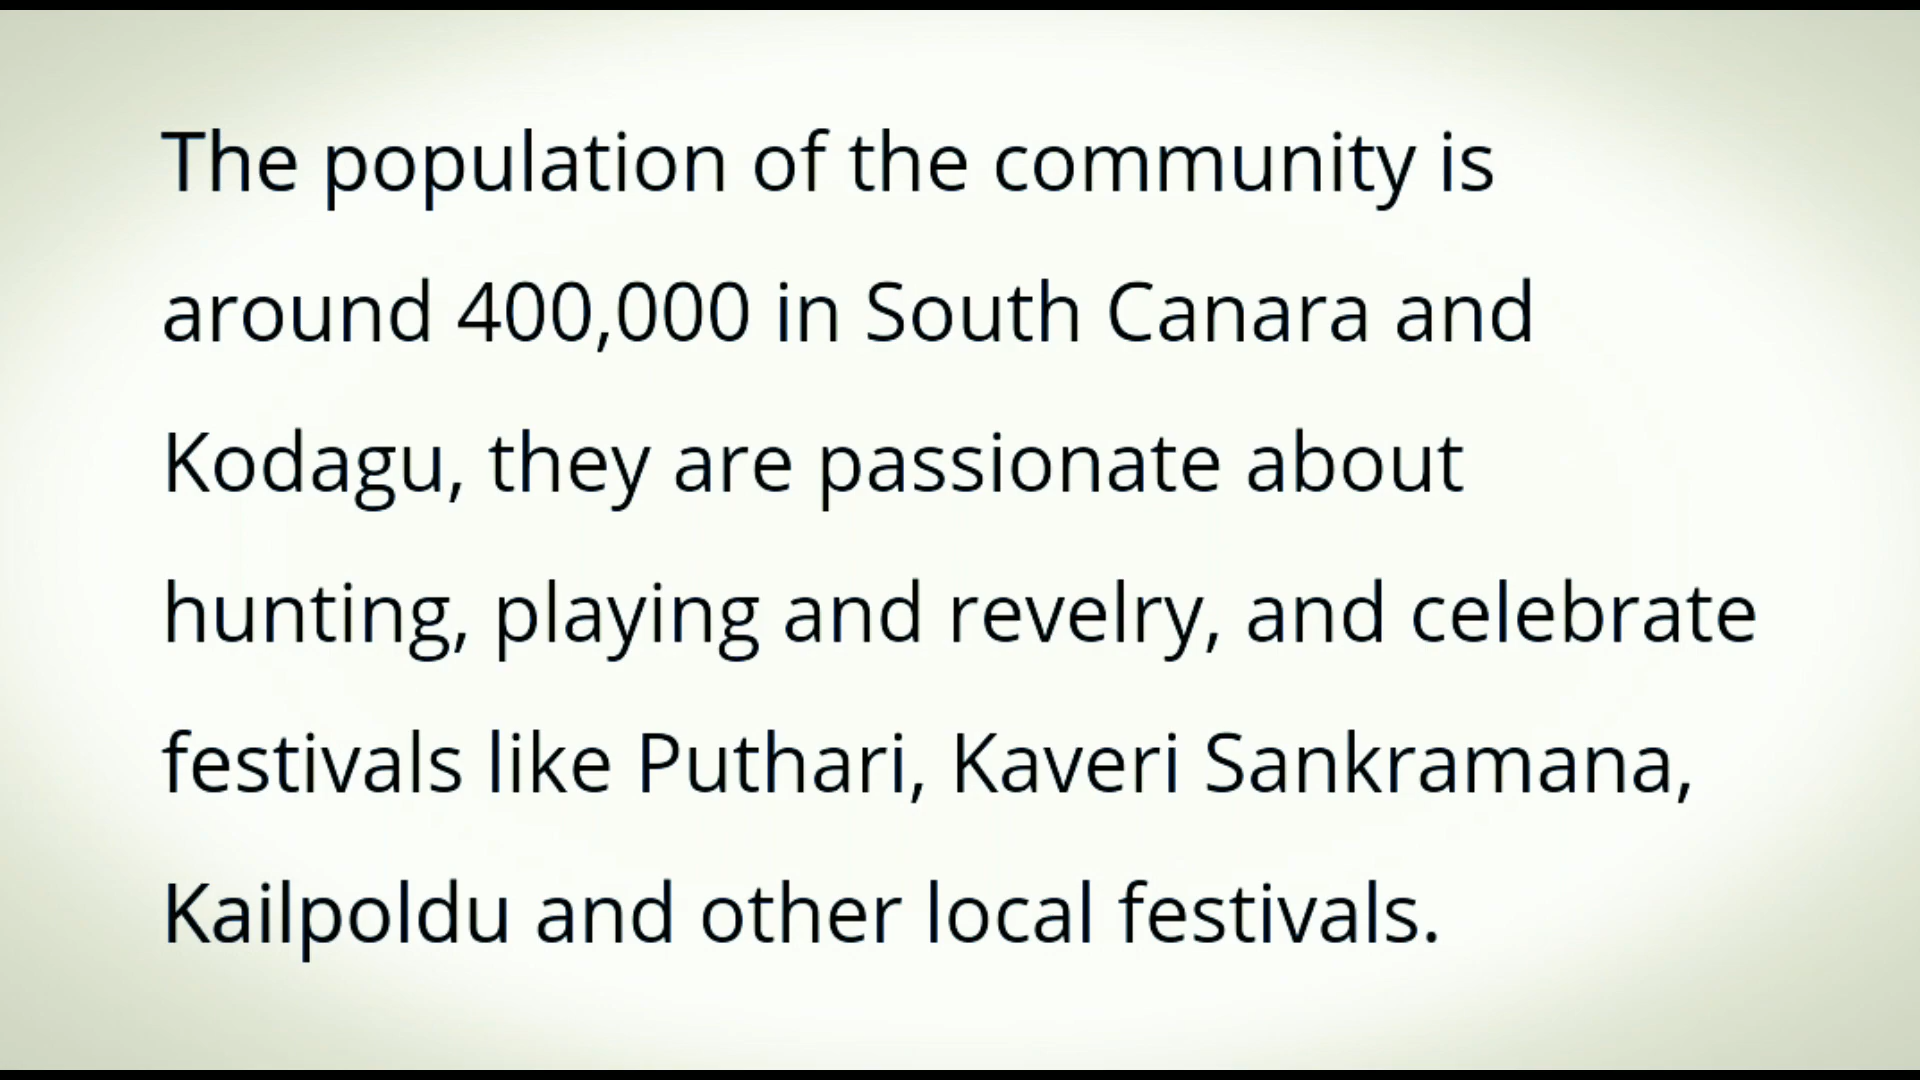 The population of the community is
around 400,000 in South Canara and
Kodagu, they are passionate about
hunting, playing and revelry, and celebrate
festivals like Puthari, Kaveri Sankramana,
Kailpoldu and other local festivals.